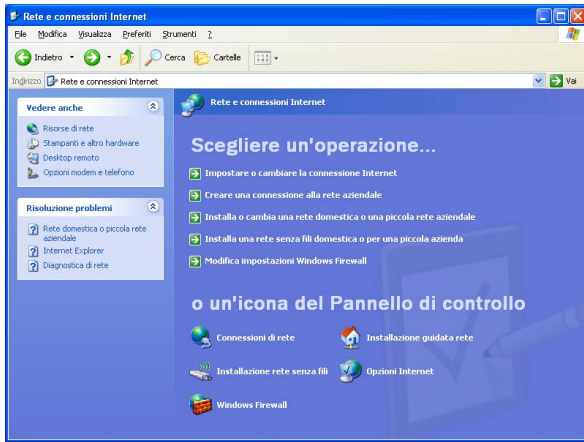 Rete e connessioni Internet
File Modifica Visualizza Preferiti Strumenti ?
Indietro Cerca Cartelle
Indirizzo Rete e connessioni Internet Vai
Vedere anche
Risorse di rete
Stampanti e altro hardware
Desktop remoto
Opzioni modem e telefono
Risoluzione problemi
Rete domestica o piccola rete
aziendale
Internet Explorer
Diagnostica di rete
Rete e connessioni Internet
Scegliere un'operazione...
Impostare o cambiare la connessione Internet
Creare una connessione alla rete aziendale
Installa o cambia una rete domestica o una piccola rete aziendale
Installa una rete senza fili domestica o per una piccola azienda
Modifica impostazioni Windows Firewall
o un'icona del Pannello di controllo
Connessioni di rete
Installazione guidata rete
Installazione rete senza fili
Opzioni Internet
Windows Firewall